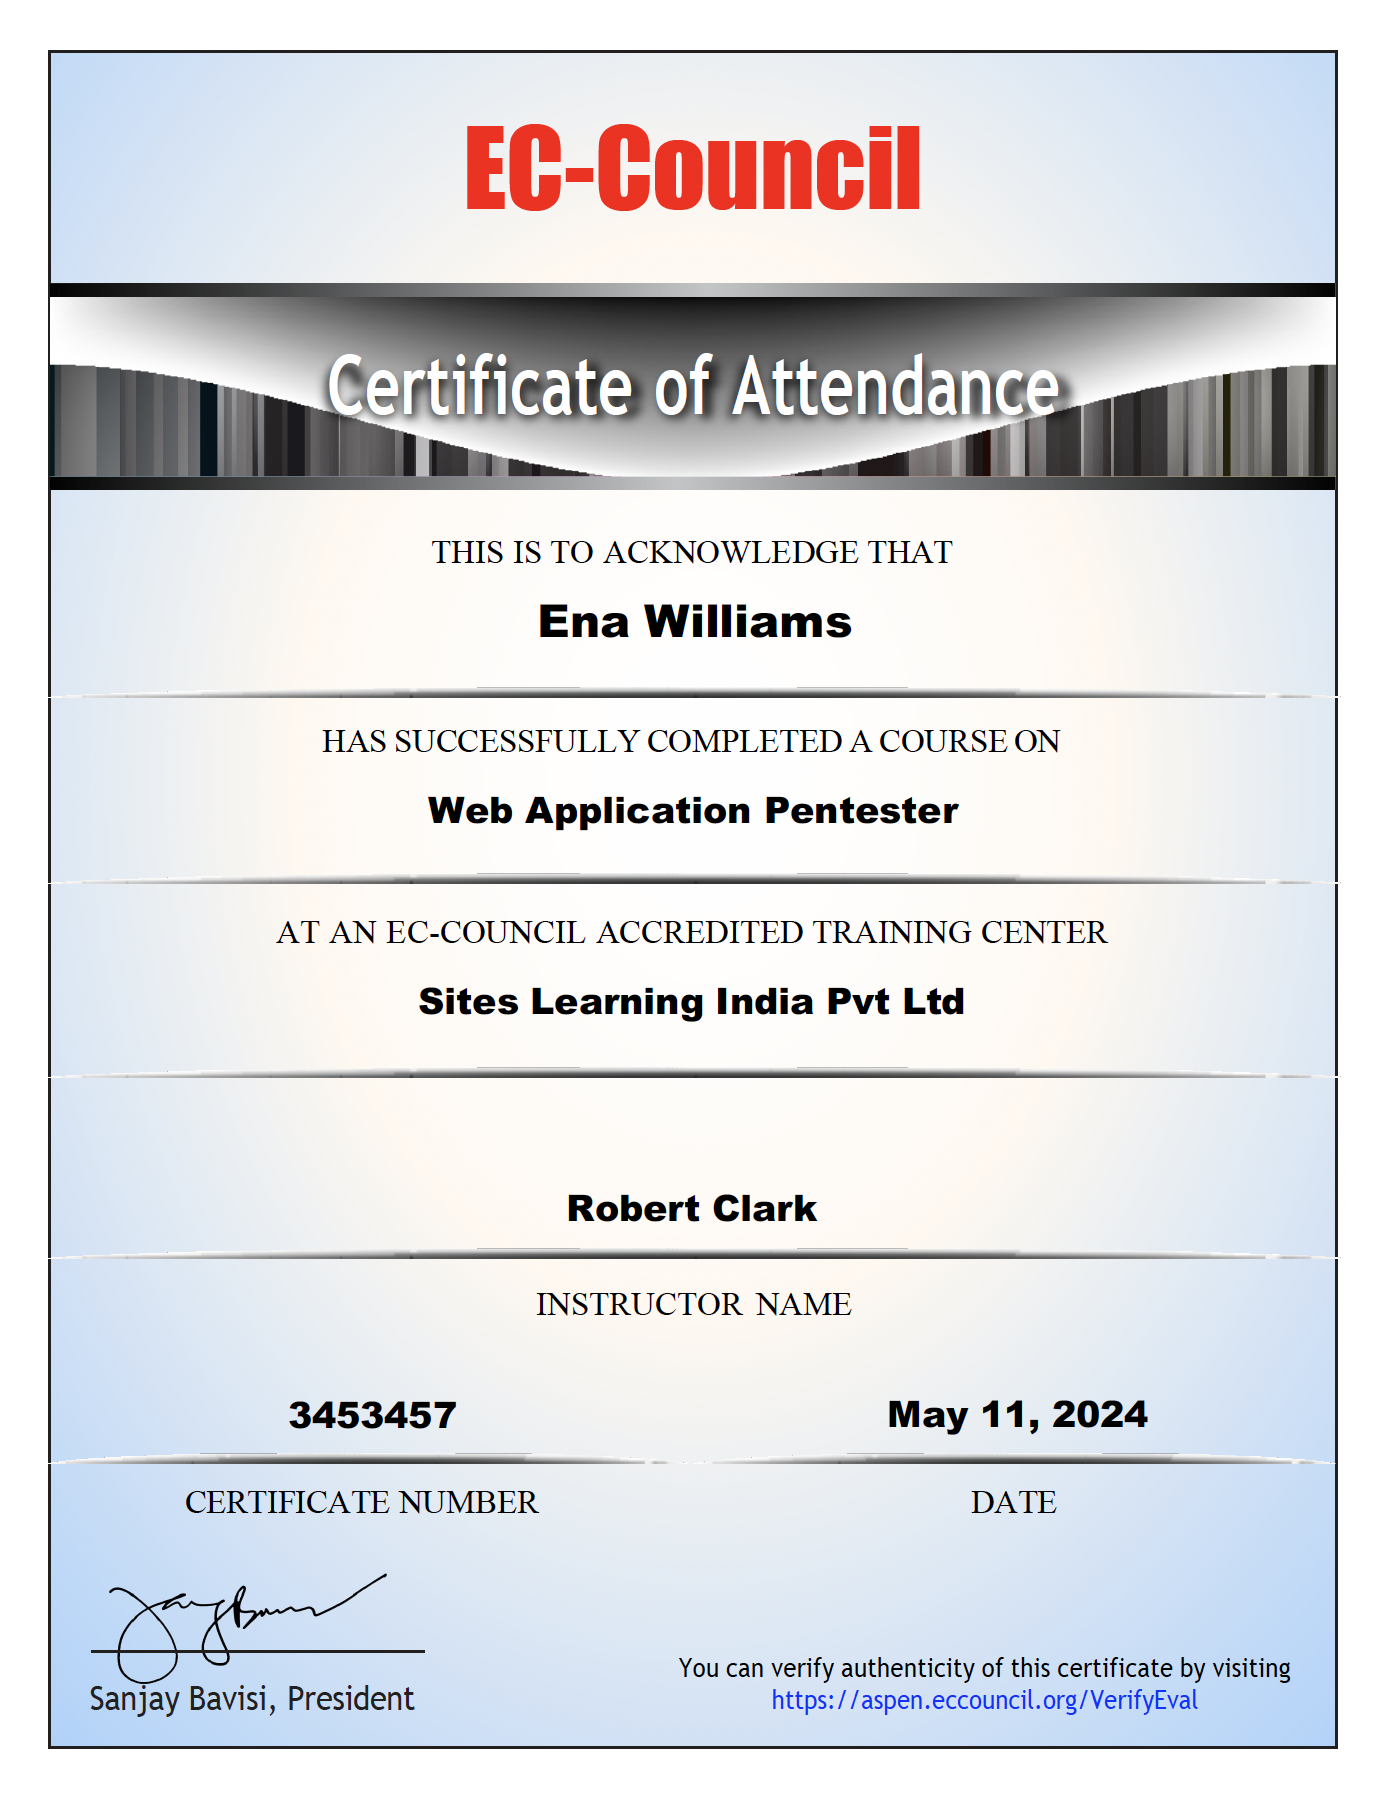 EC-Council
Certificate of Attendance
THIS IS TO ACKNOWLEDGE THAT
Ena Williams
HAS SUCCESSFULLY COMPLETED A COURSE ON
Web Application Pentester
AT AN EC-COUNCIL ACCREDITED TRAINING CENTER
Sites Learning India Pvt Ltd
Robert Clark
INSTRUCTOR NAME
3453457
May 11, 2024
CERTIFICATE NUMBER
DATE
Sanjay Bavisi, President
You can verify authenticity of this certificate by visiting
https://aspen.eccouncil.org/VerifyEval